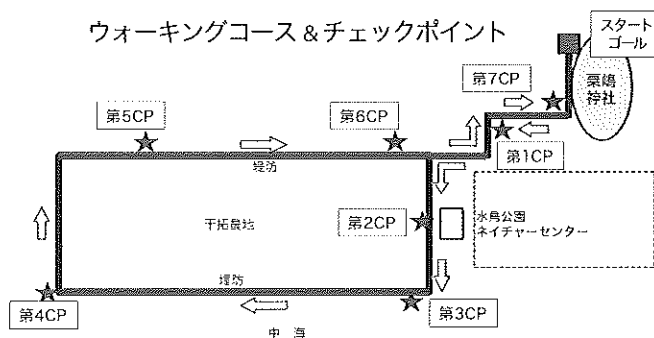 ウォーキングコース＆チェックポイント
スタート
ゴール
粟嶋
神社
第7CP
第5CP
第6CP
第1CP
堤防
干拓農地
第2CP
水鳥公園
ネイチャーセンター
堤防
第4CP
第3CP
中海